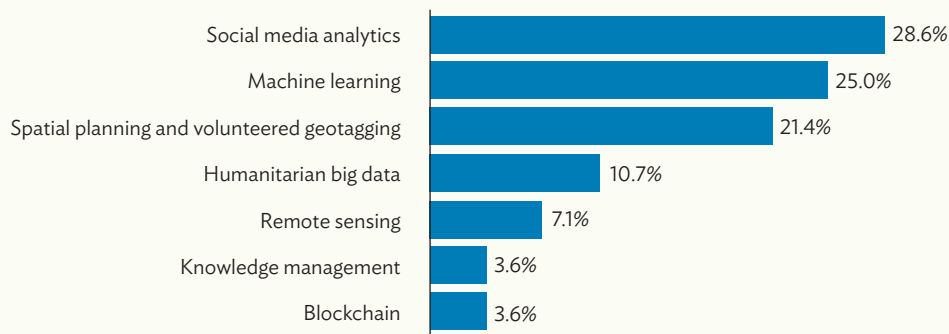 Social media analytics 28.6%
Machine learning 25.0%
Spatial planning and volunteered geotagging 21.4%
Humanitarian big data 10.7%
Remote sensing 7.1%
Knowledge management 3.6%
Blockchain 3.6%